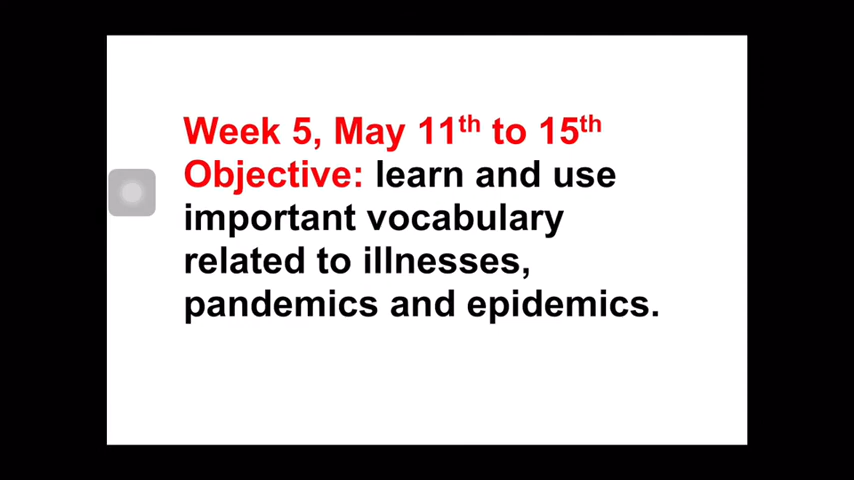 Week 5, May 11th to 15th
Objective: learn and use
important vocabulary
related to illnesses,
pandemics and epidemics.